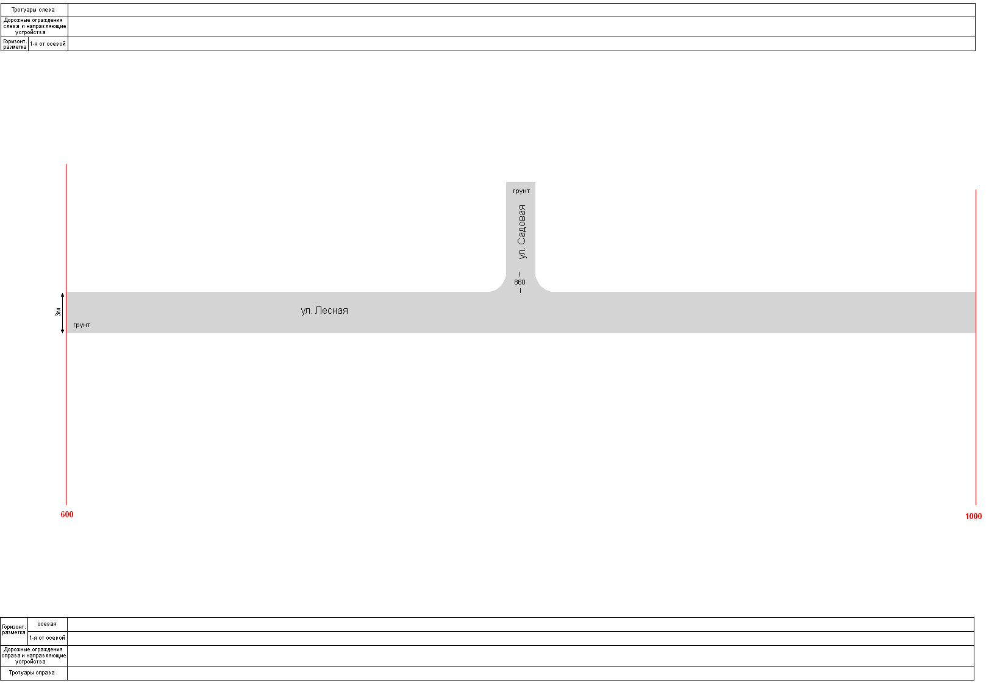 Тротуары слева
Дорожные ограждения
слева и направляющие
устройства
Горизонт.
разметка
1-я от осевой
грунт
ул. Садовая
860
ул. Лесная
3м
грунт
600
1000
Горизонт.
разметка
осевая
1-я от осевой
Дорожные ограждения
справа и направляющие
устройства
Тротуары справа